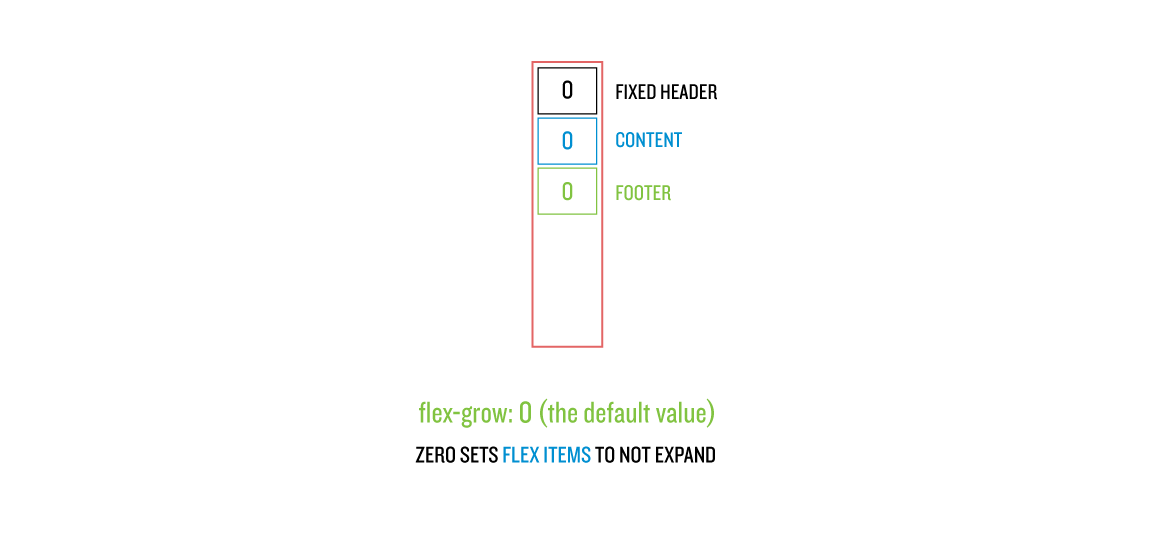 0 FIXED HEADER
0 CONTENT
0 FOOTER
flex-grow: 0 (the default value)
ZERO SETS FLEX ITEMS TO NOT EXPAND